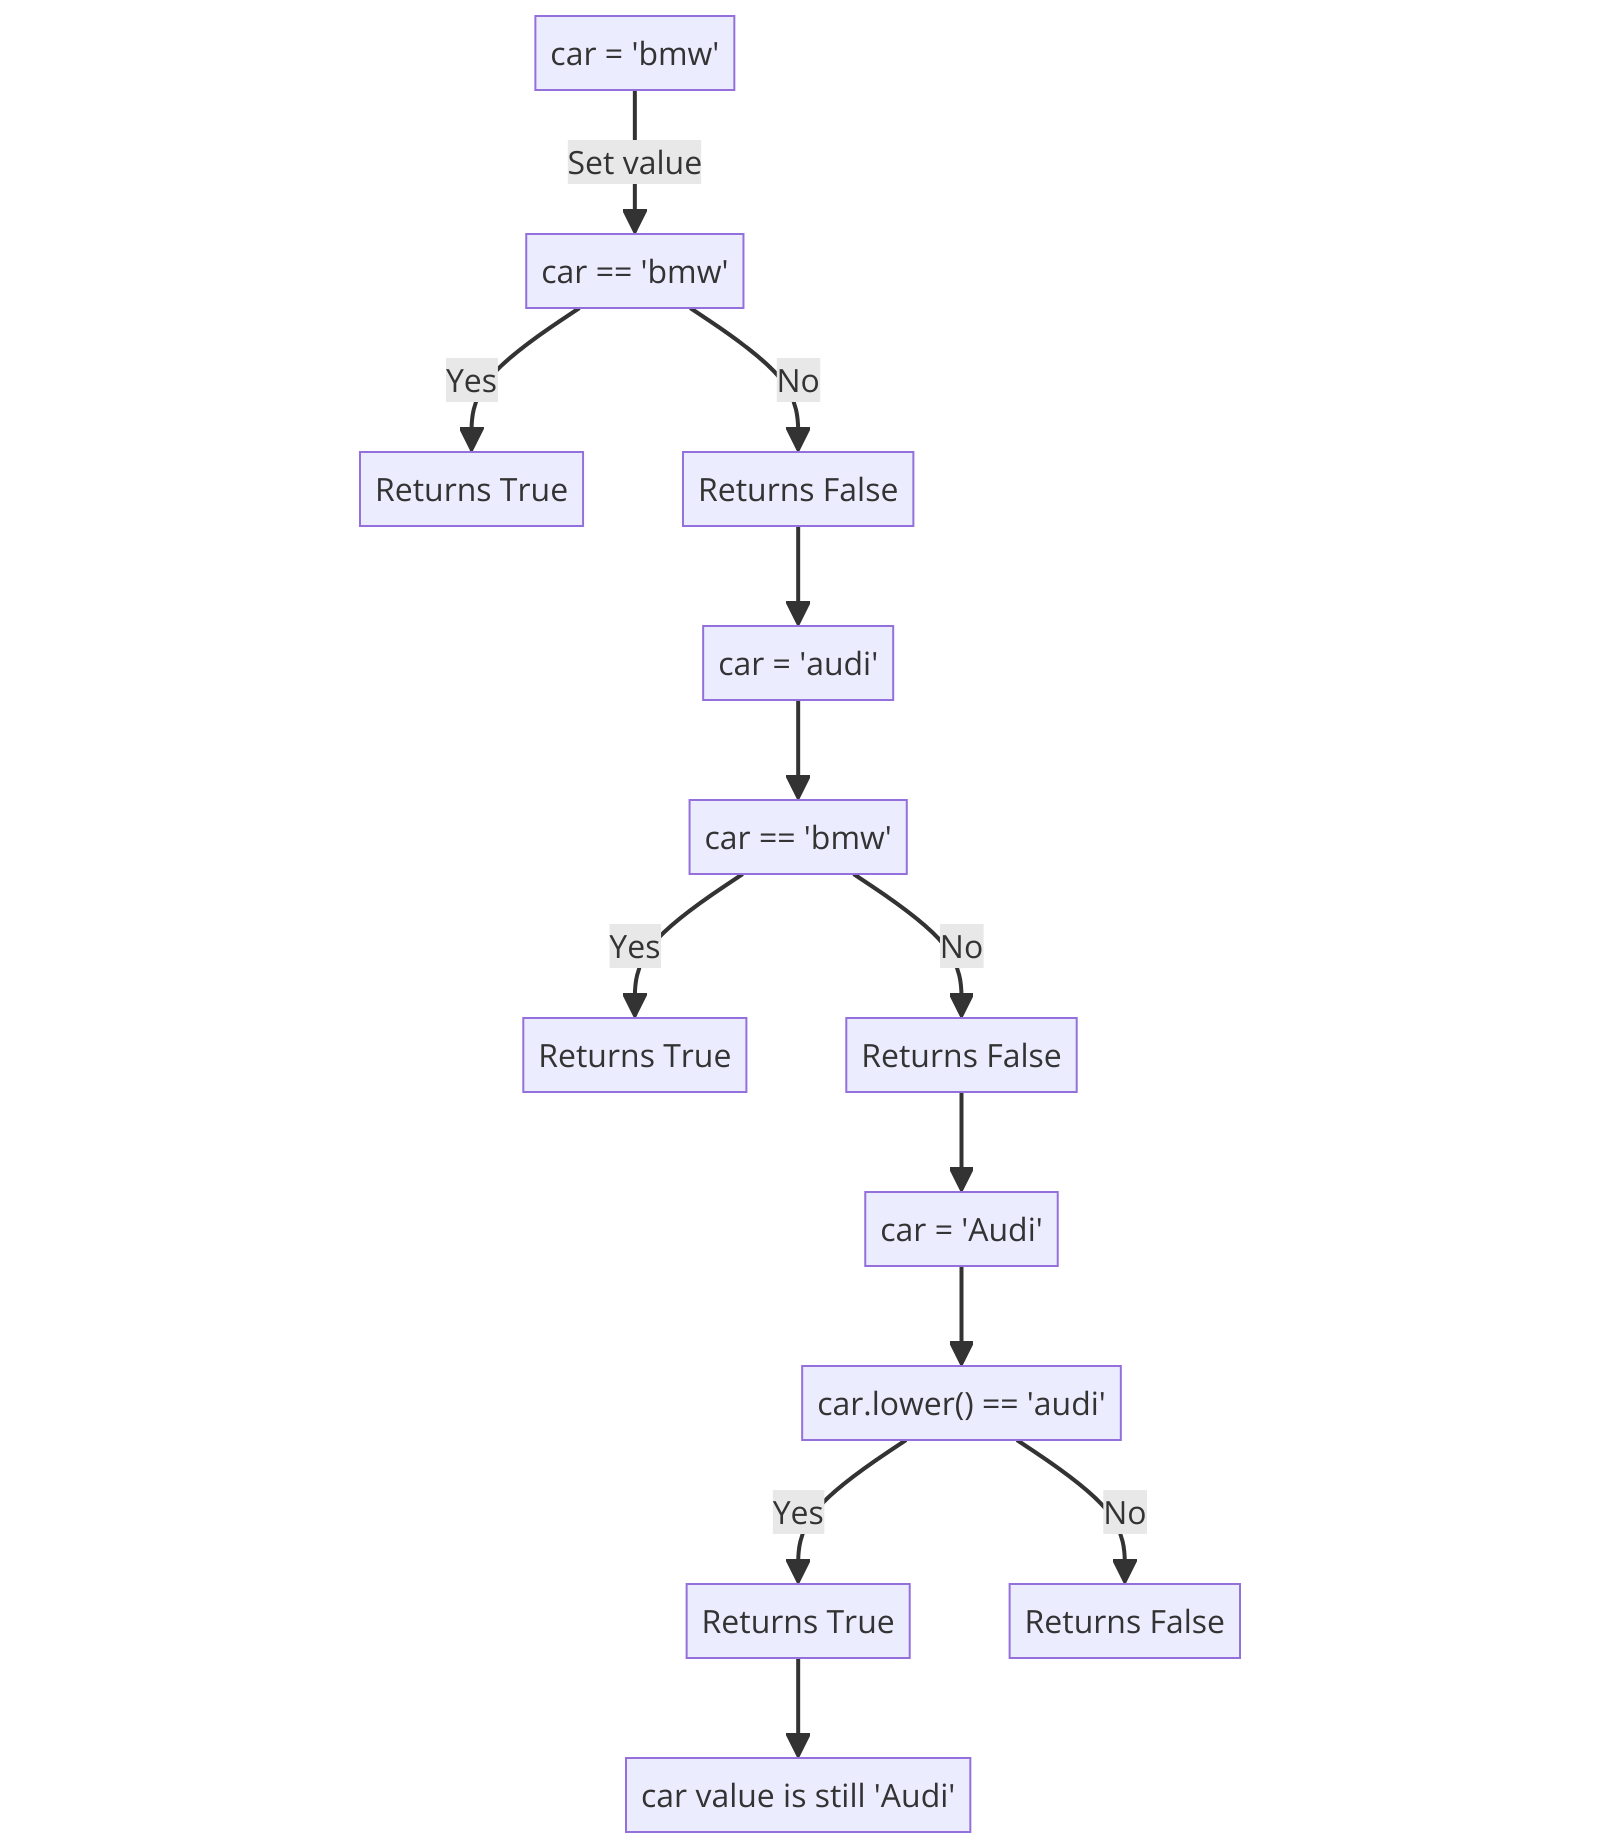 car = 'bmw'
Set value
car == 'bmw'
Yes
No
Returns True
Returns False
car = 'audi'
car == 'bmw'
Yes
No
Returns True
Returns False
car = 'Audi'
car.lower() == 'audi'
Yes
No
Returns True
Returns False
car value is still 'Audi'